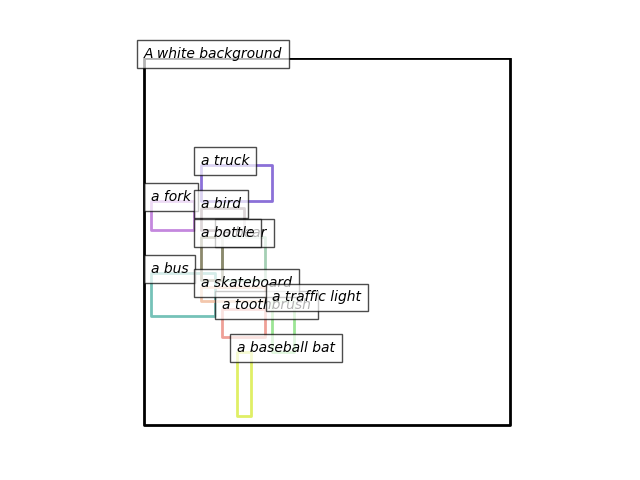 A white background
a truck
a fork
a bird
a bottle
a bus
a skateboard
a traffic light
a toothbrush
a baseball bat